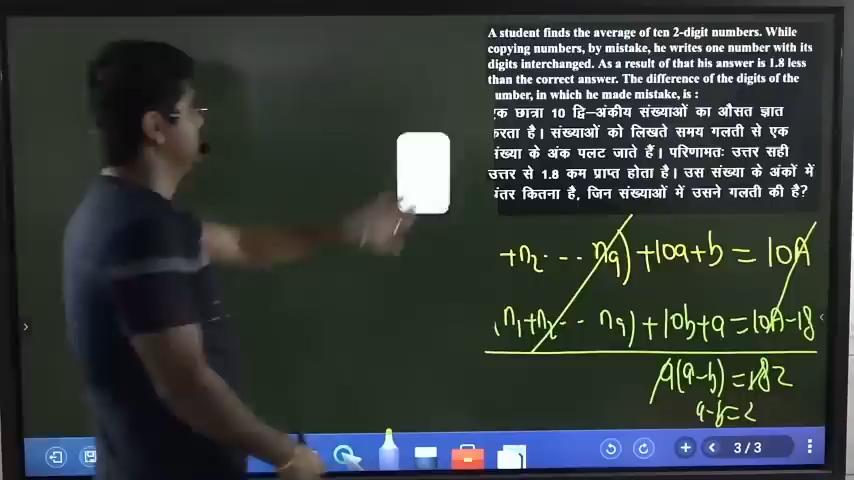 A student finds the average of ten 2-digit numbers. While
copying numbers, by mistake, he writes one number with its
digits interchanged. As a result of that his answer is 1.8 less
than the correct answer. The difference of the digits of the
umber, in which he made mistake, is :
एक छात्रा 10 द्वि–अंकीय संख्याओं का औसत ज्ञात
करता है। संख्याओं को लिखते समय गलती से एक
संख्या के अंक पलट जाते हैं। परिणामतः उत्तर सही
उत्तर से 1.8 कम प्राप्त होता है। उस संख्या के अंकों में
अंतर कितना है, जिन संख्याओं में उसने गलती की है?
+n2 ... n9) +10a+b = 10A
n1+n2 ... n9) +10b+a = 10A-18
9(a-b) = 18 2
a-b=2
3/3